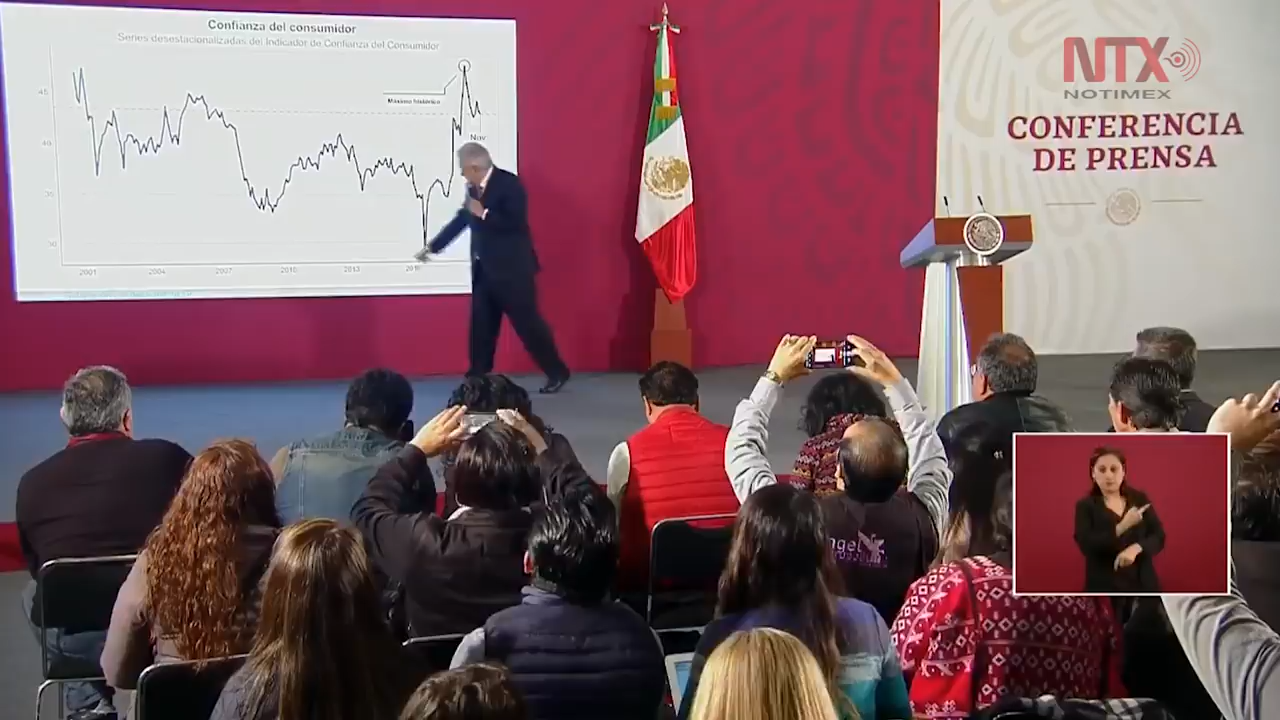 Confianza del consumidor
Series desestacionalizadas del Indicador de Confianza del Consumidor
45
Máximo histórico
40
Nov
35
30
2001 2004 2007 2010 2013
NTX
NOTIMEX
CONFERENCIA
DE PRENSA